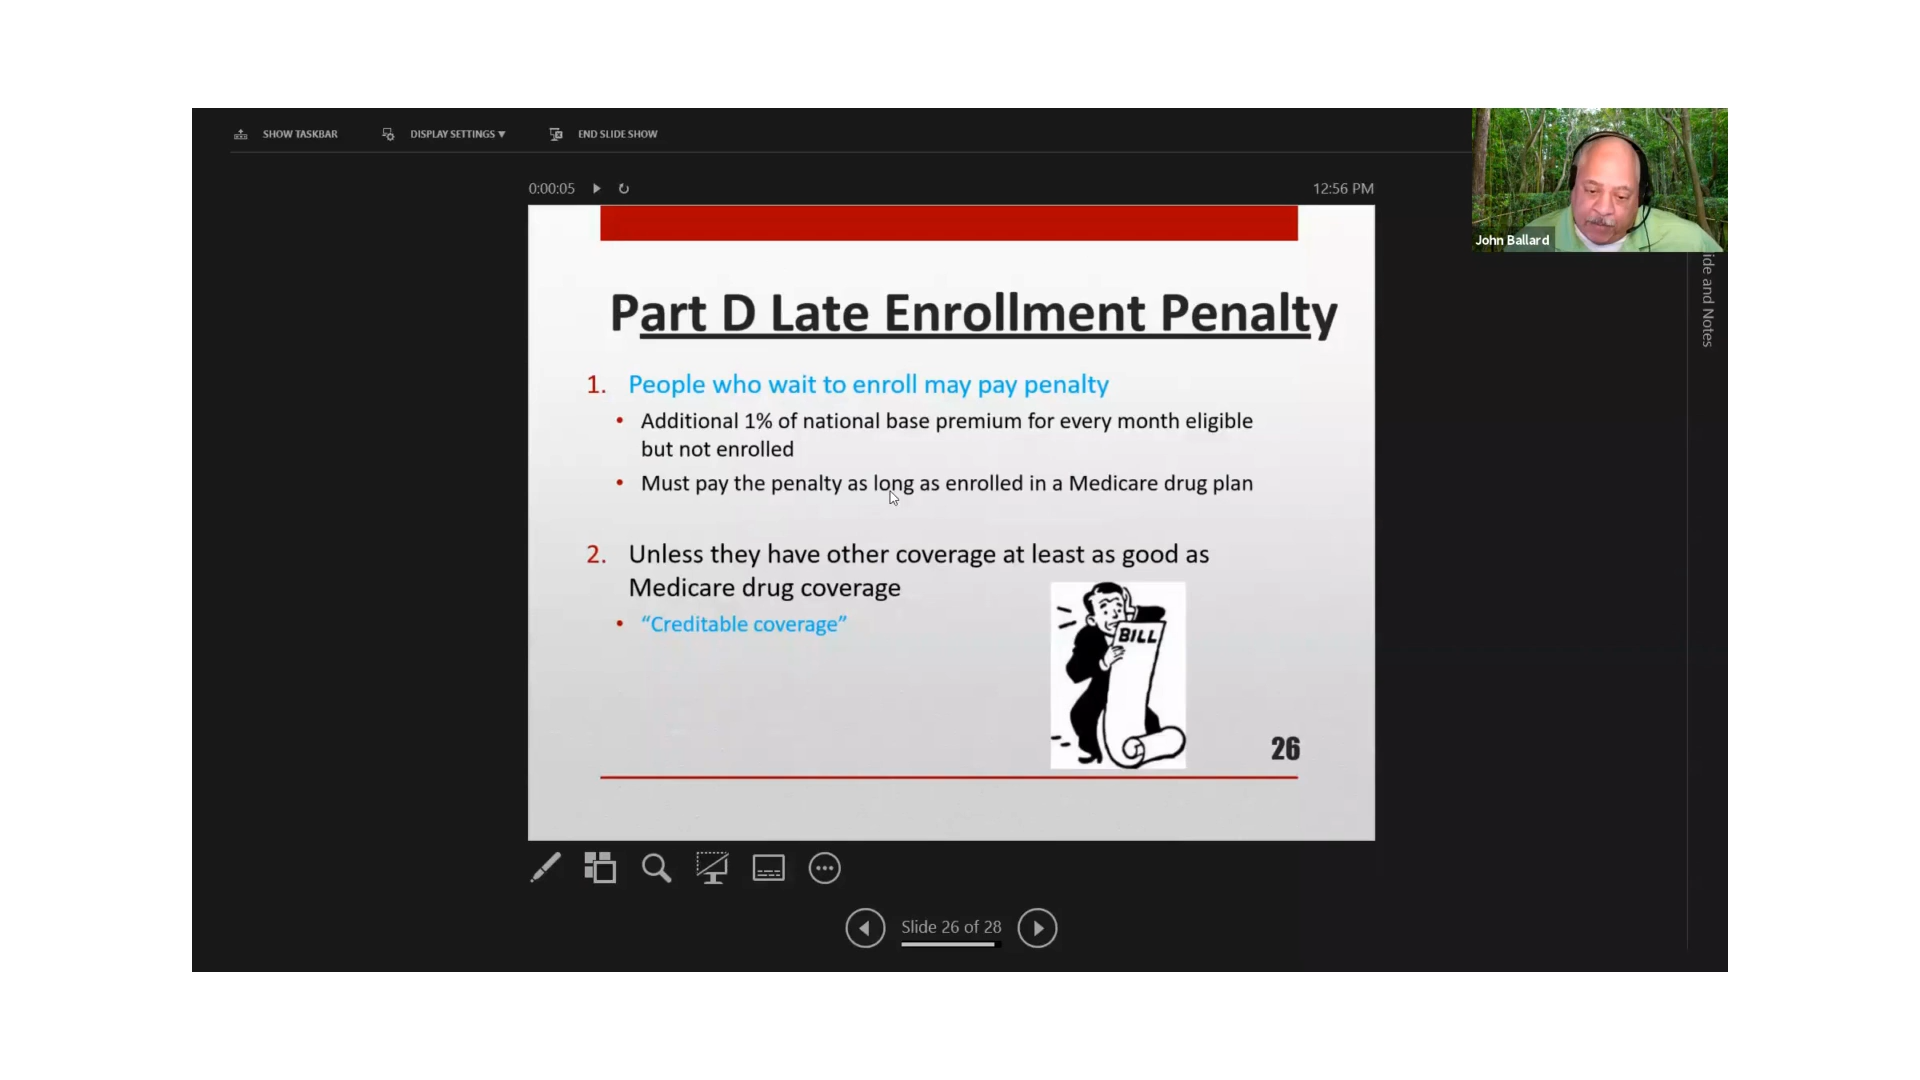 SHOW TASKBAR DISPLAY SETTINGS ▼ END SLIDE SHOW
0:00:05 12:56 PM
John Ballard
ide and Notes
Part D Late Enrollment Penalty
1. People who wait to enroll may pay penalty
• Additional 1% of national base premium for every month eligible
but not enrolled
• Must pay the penalty as long as enrolled in a Medicare drug plan
2. Unless they have other coverage at least as good as
Medicare drug coverage
• “Creditable coverage”
BILL
26
Slide 26 of 28